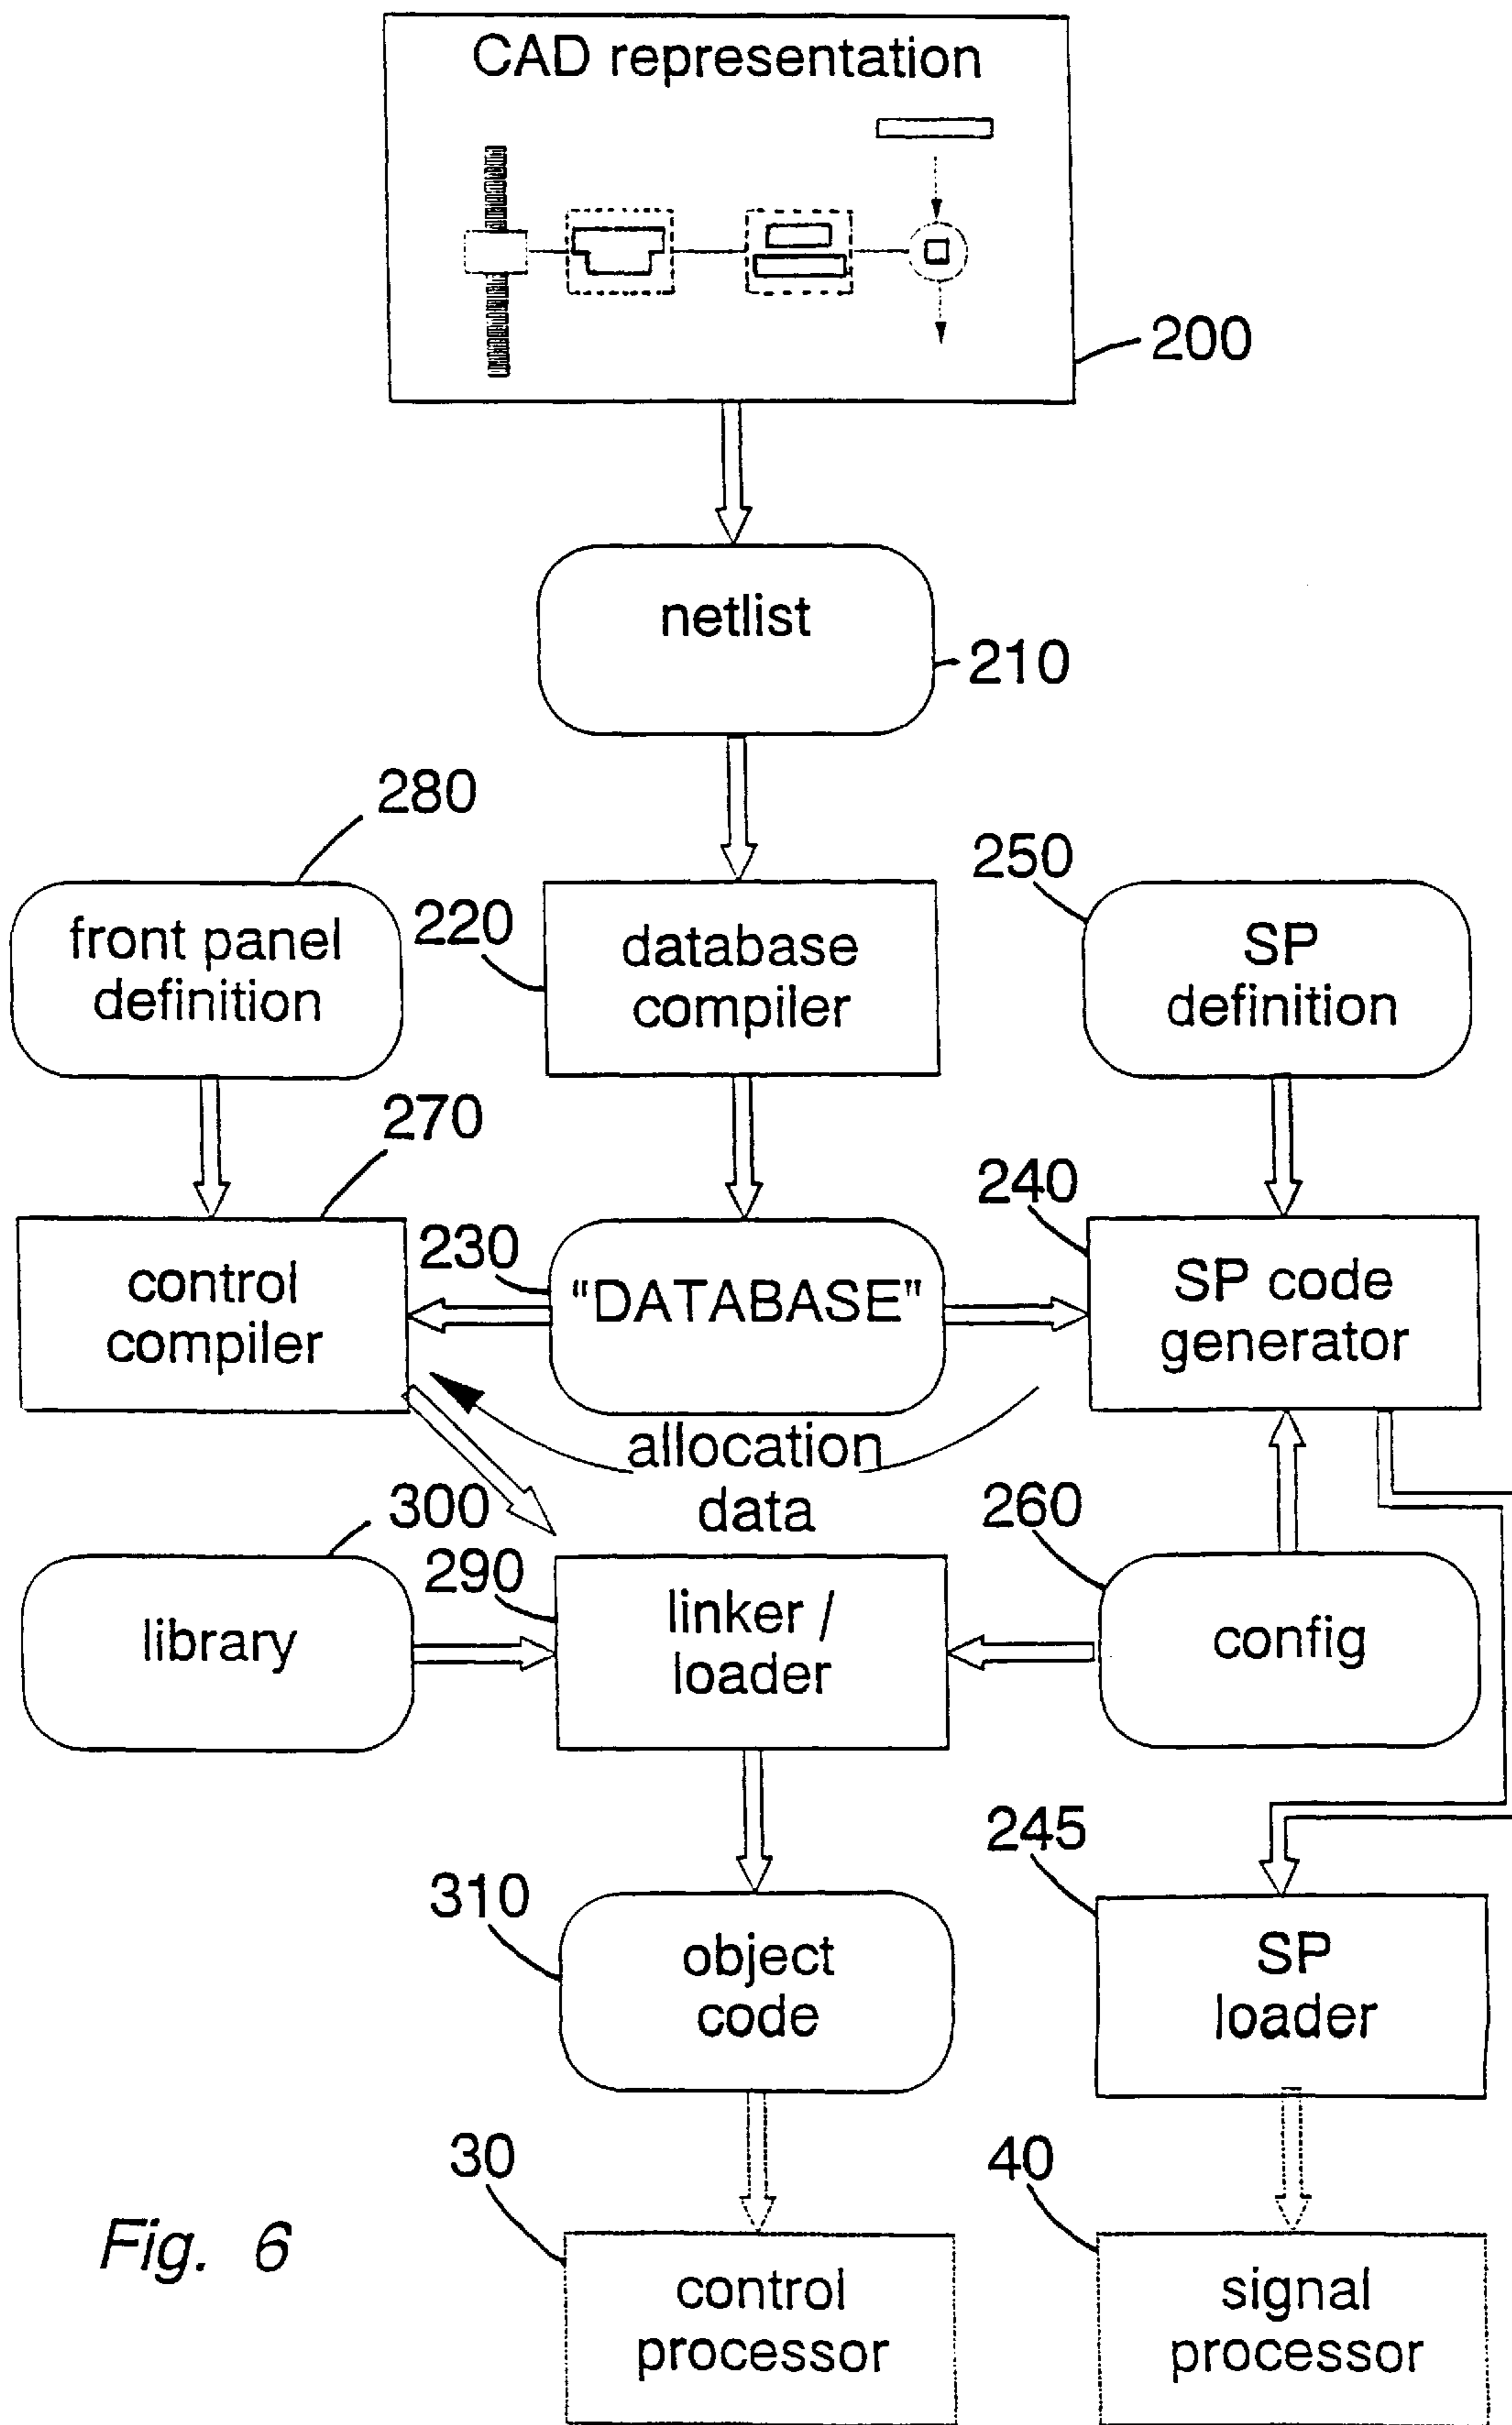 CAD representation
200
netlist
210
280
250
front panel
definition
220
database
compiler
SP
definition
270
240
control
compiler
230
"DATABASE"
SP code
generator
allocation
data
300
260
library
290
linker /
loader
config
245
310
object
code
SP
loader
30
40
Fig. 6
control
processor
signal
processor